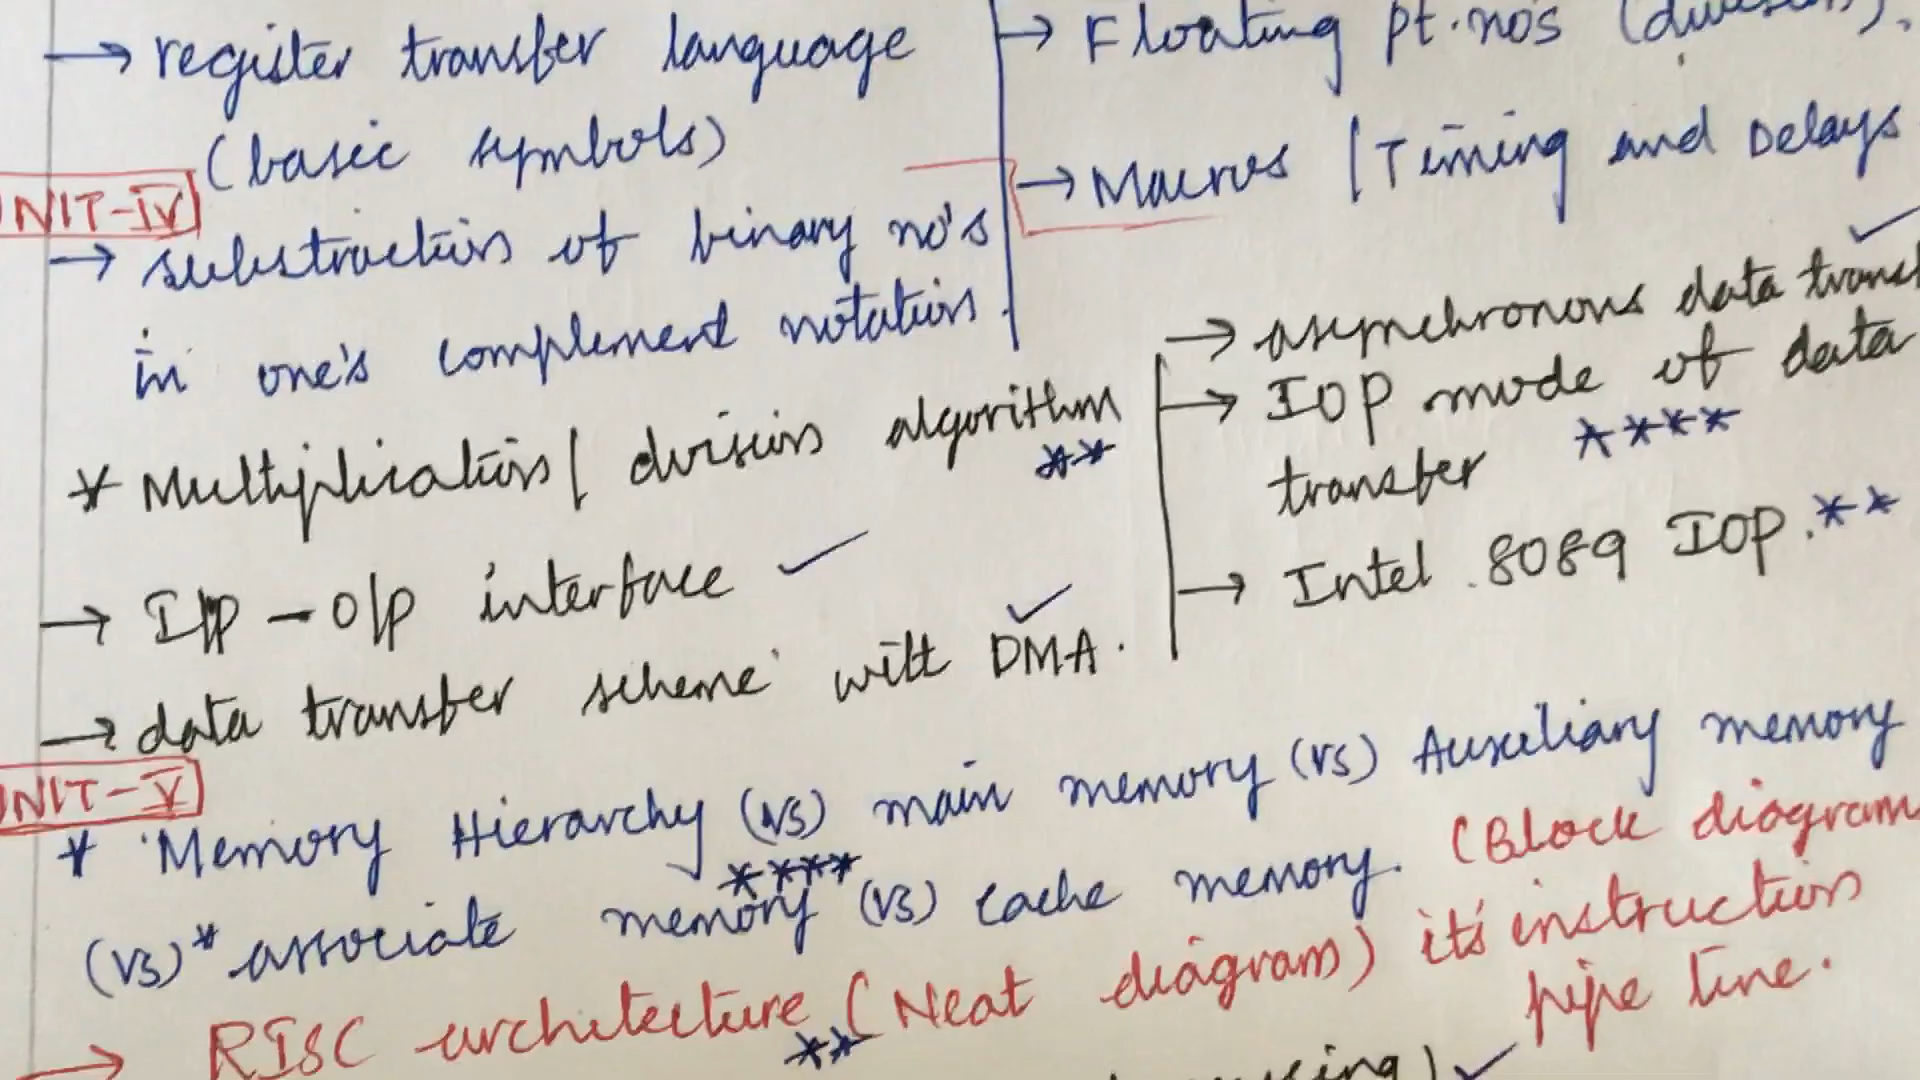 → register transfer language
(basic symbols)
→ Floating pt. no's (division).
→ Macros / Timing and Delays
UNIT-IV
→ substraction of binary no's
in one's complement notation.
* Multiplication / division algorithm **
→ I/p - o/p interface ✓
→ data transfer scheme with DMA. ✓
→ asynchronous data transf ✓
→ IOP mode of data
transfer ****
→ Intel 8089 IOP. **
UNIT-V
* Memory Hierarchy (vs) main memory (vs) Auxiliary memory
(vs)* associate memory **** (vs) cache memory. (Block diagram
→ RISC architecture ** (Neat diagram) it's instruction
pipe line.